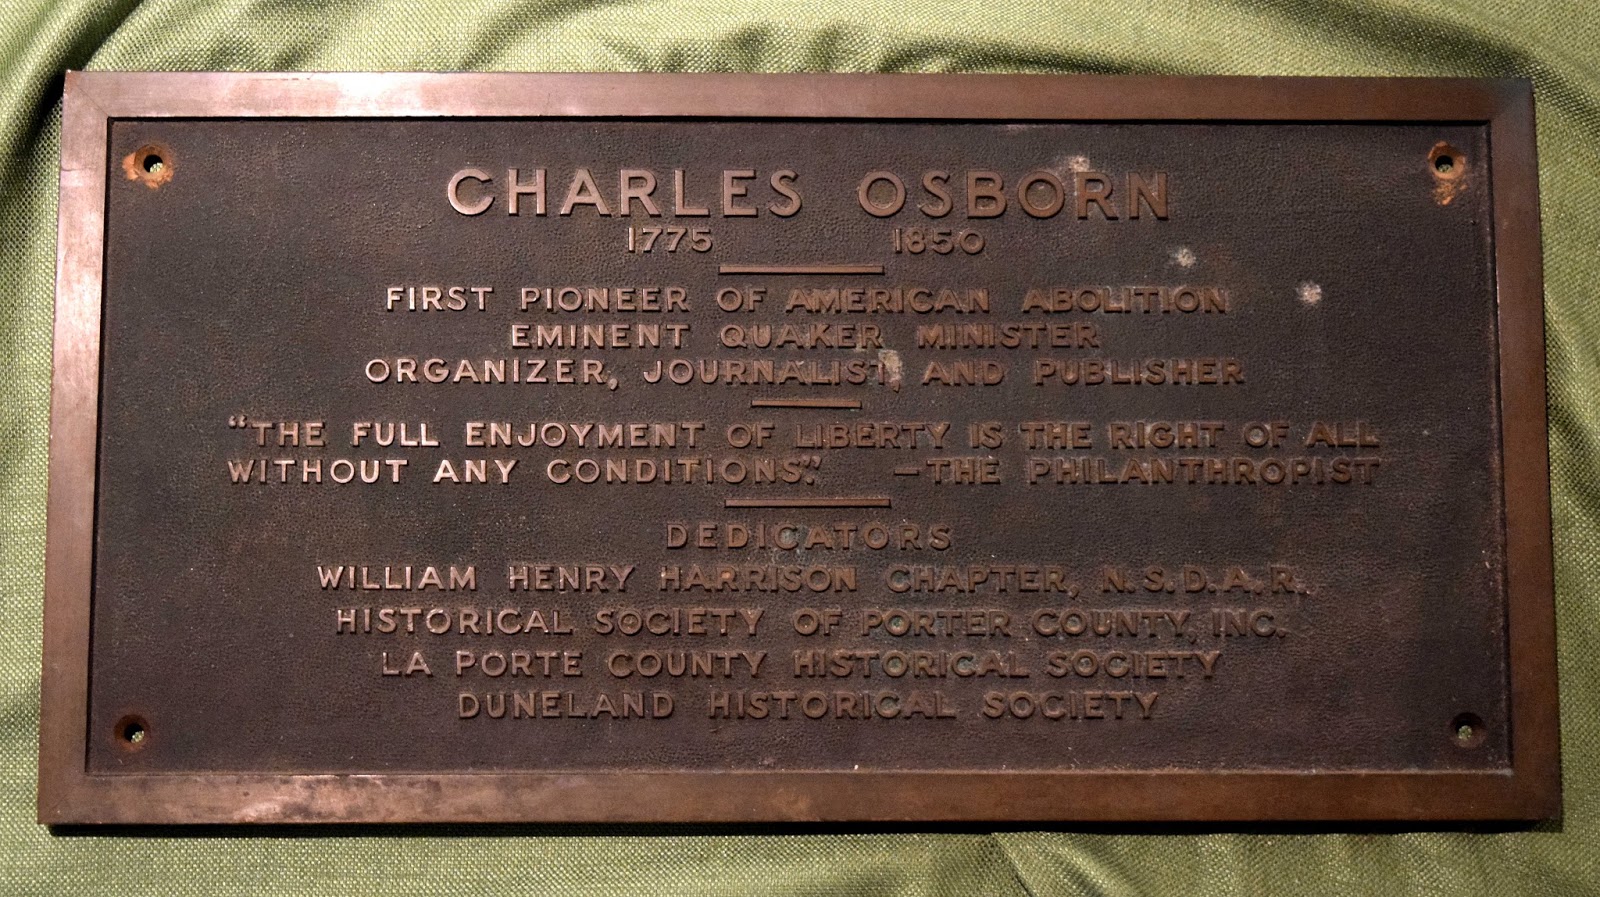 CHARLES OSBORN
1775 1850
FIRST PIONEER OF AMERICAN ABOLITION
EMINENT QUAKER MINISTER
ORGANIZER, JOURNALIST, AND PUBLISHER
“THE FULL ENJOYMENT OF LIBERTY IS THE RIGHT OF ALL
WITHOUT ANY CONDITIONS.” —THE PHILANTHROPIST
DEDICATORS
WILLIAM HENRY HARRISON CHAPTER, N.S.D.A.R.
HISTORICAL SOCIETY OF PORTER COUNTY, INC.
LA PORTE COUNTY HISTORICAL SOCIETY
DUNELAND HISTORICAL SOCIETY